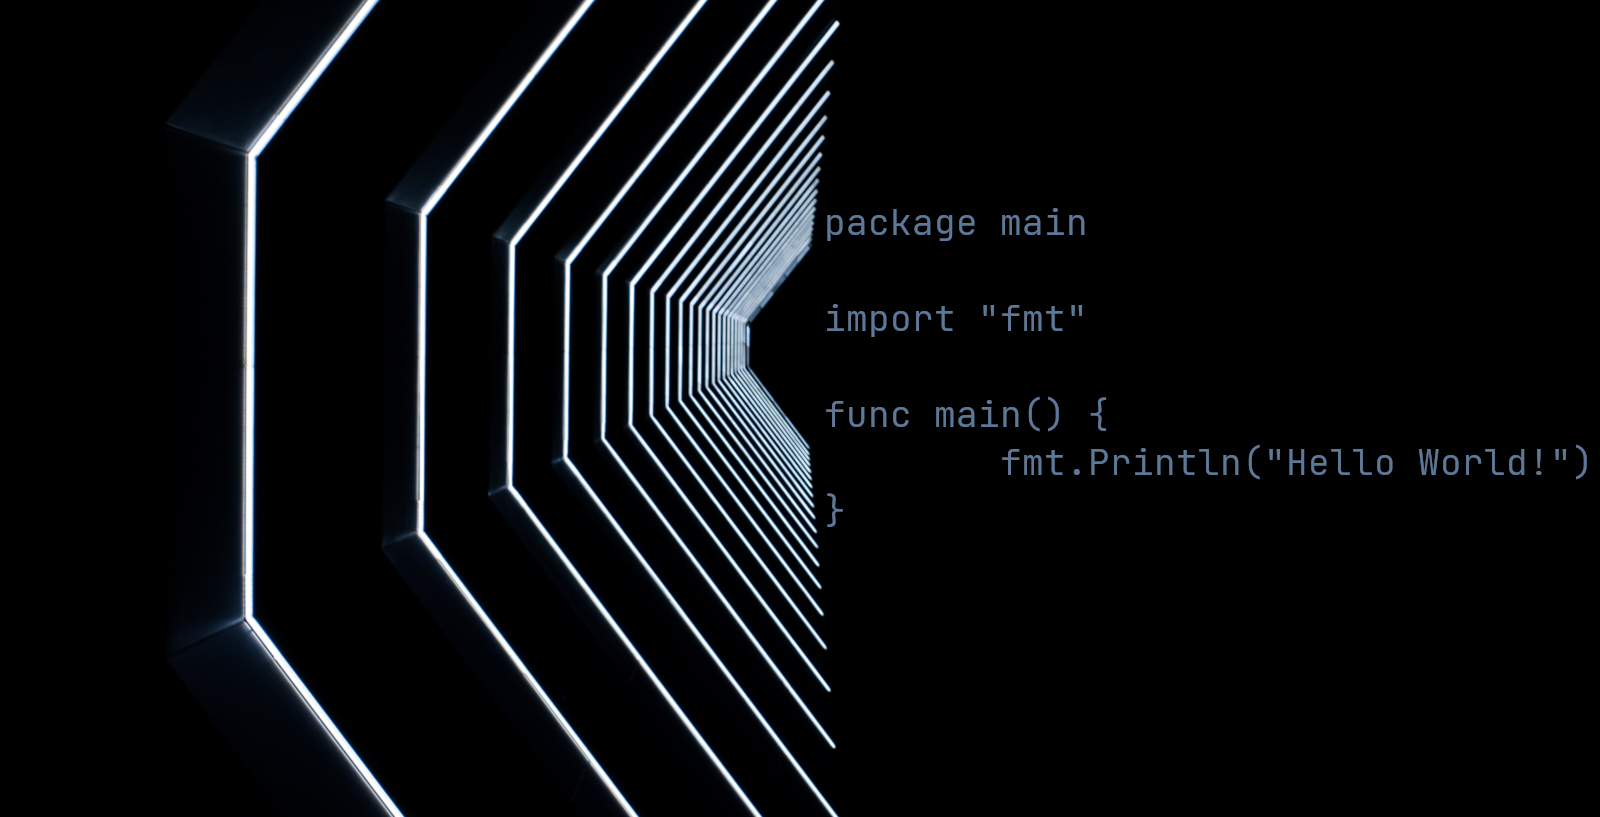 package main
import "fmt"
func main() {
        fmt.Println("Hello World!")
}